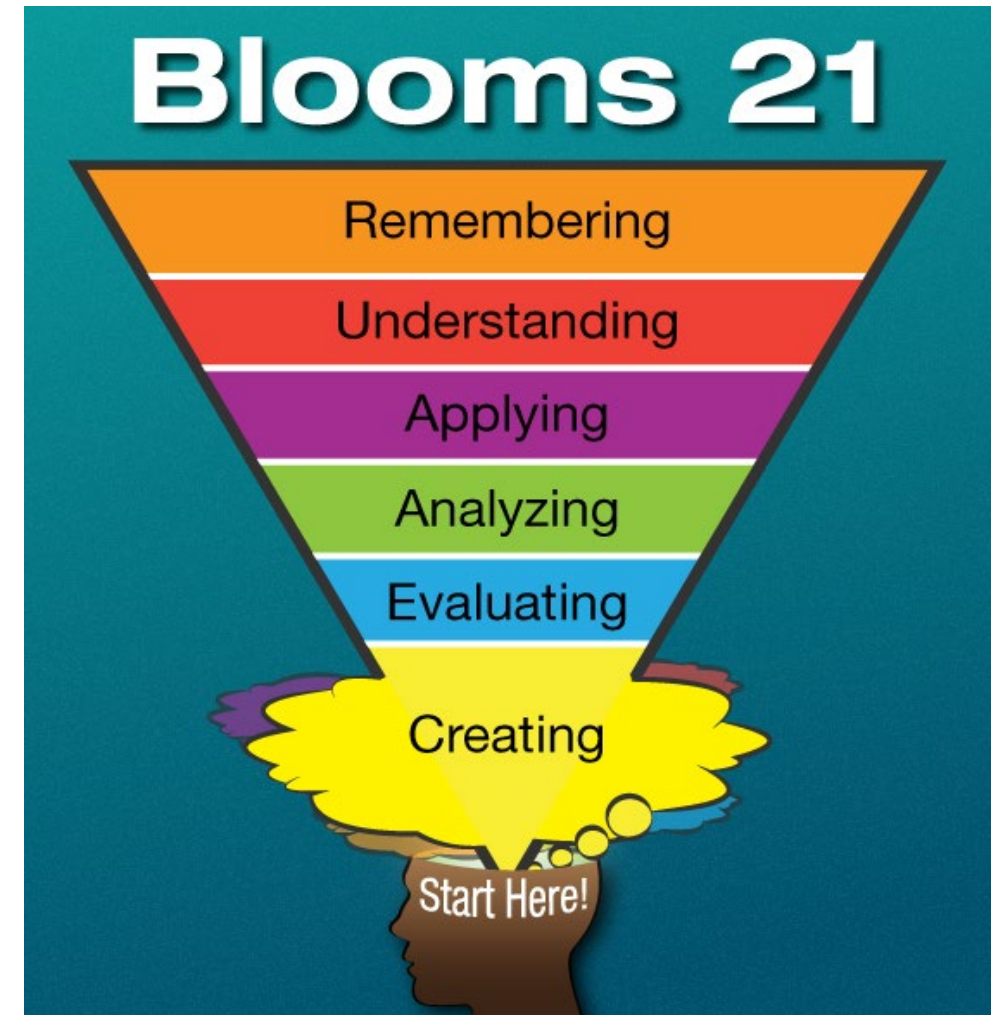 Blooms 21
Remembering
Understanding
Applying
Analyzing
Evaluating
Creating
Start Here!